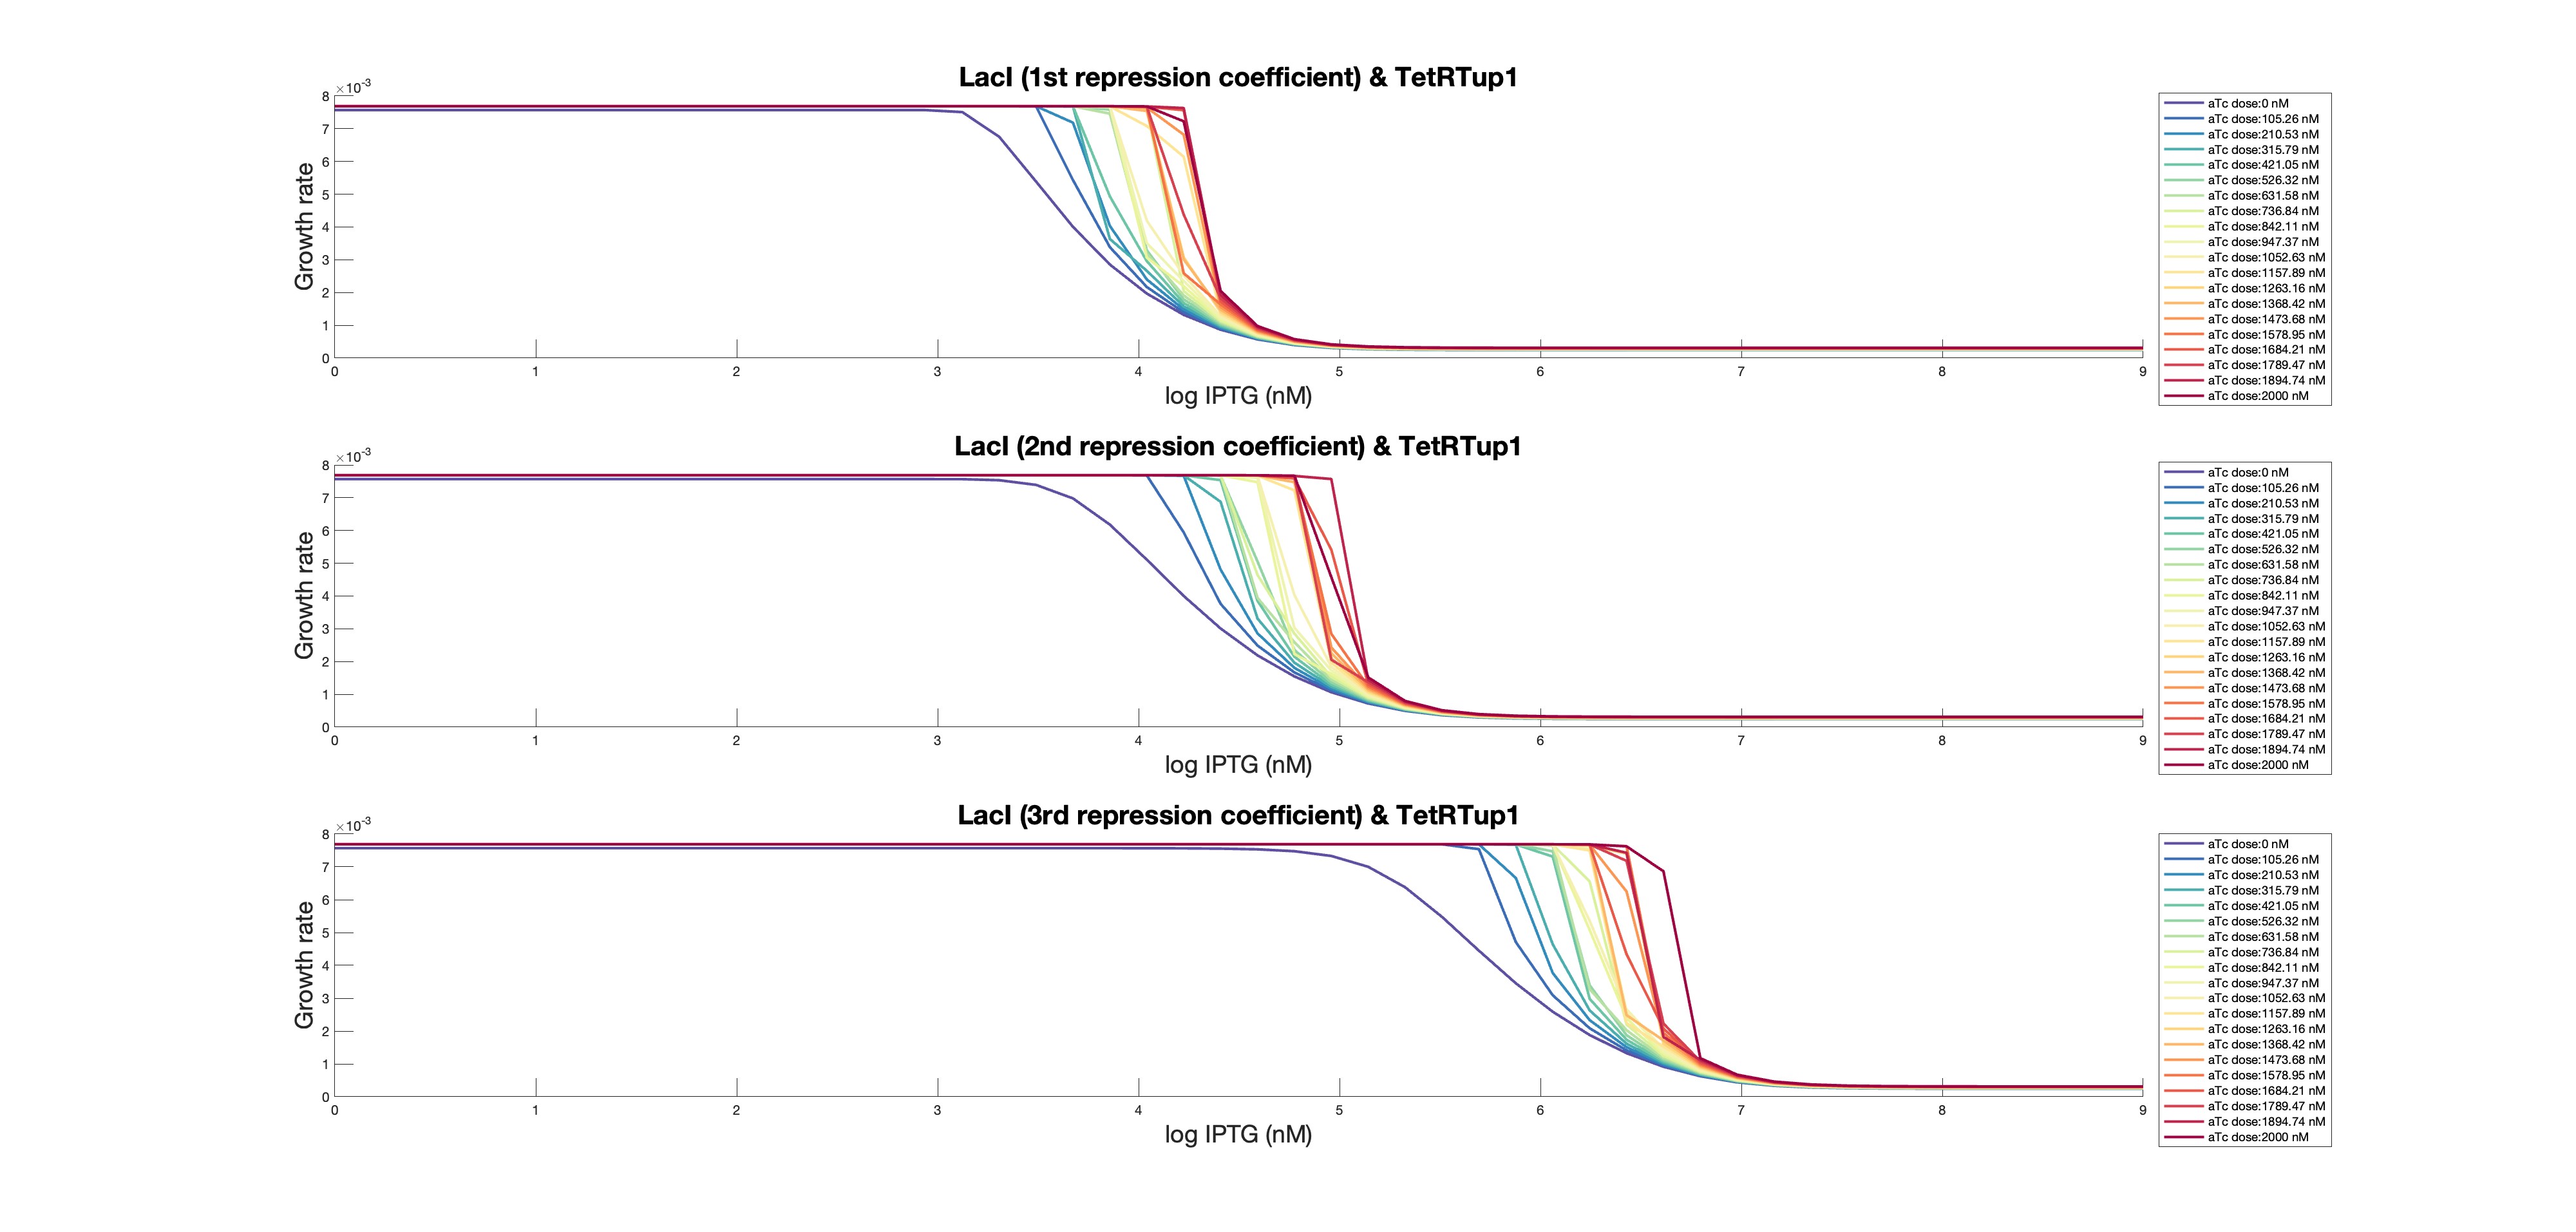 LacI (1st repression coefficient) & TetRTup1
×10-3
8
7
6
5
4
3
2
1
0
Growth rate
0 1 2 3 4 5 6 7 8 9
log IPTG (nM)
aTc dose:0 nM
aTc dose:105.26 nM
aTc dose:210.53 nM
aTc dose:315.79 nM
aTc dose:421.05 nM
aTc dose:526.32 nM
aTc dose:631.58 nM
aTc dose:736.84 nM
aTc dose:842.11 nM
aTc dose:947.37 nM
aTc dose:1052.63 nM
aTc dose:1157.89 nM
aTc dose:1263.16 nM
aTc dose:1368.42 nM
aTc dose:1473.68 nM
aTc dose:1578.95 nM
aTc dose:1684.21 nM
aTc dose:1789.47 nM
aTc dose:1894.74 nM
aTc dose:2000 nM
LacI (2nd repression coefficient) & TetRTup1
×10-3
8
7
6
5
4
3
2
1
0
Growth rate
0 1 2 3 4 5 6 7 8 9
log IPTG (nM)
aTc dose:0 nM
aTc dose:105.26 nM
aTc dose:210.53 nM
aTc dose:315.79 nM
aTc dose:421.05 nM
aTc dose:526.32 nM
aTc dose:631.58 nM
aTc dose:736.84 nM
aTc dose:842.11 nM
aTc dose:947.37 nM
aTc dose:1052.63 nM
aTc dose:1157.89 nM
aTc dose:1263.16 nM
aTc dose:1368.42 nM
aTc dose:1473.68 nM
aTc dose:1578.95 nM
aTc dose:1684.21 nM
aTc dose:1789.47 nM
aTc dose:1894.74 nM
aTc dose:2000 nM
LacI (3rd repression coefficient) & TetRTup1
×10-3
8
7
6
5
4
3
2
1
0
Growth rate
0 1 2 3 4 5 6 7 8 9
log IPTG (nM)
aTc dose:0 nM
aTc dose:105.26 nM
aTc dose:210.53 nM
aTc dose:315.79 nM
aTc dose:421.05 nM
aTc dose:526.32 nM
aTc dose:631.58 nM
aTc dose:736.84 nM
aTc dose:842.11 nM
aTc dose:947.37 nM
aTc dose:1052.63 nM
aTc dose:1157.89 nM
aTc dose:1263.16 nM
aTc dose:1368.42 nM
aTc dose:1473.68 nM
aTc dose:1578.95 nM
aTc dose:1684.21 nM
aTc dose:1789.47 nM
aTc dose:1894.74 nM
aTc dose:2000 nM